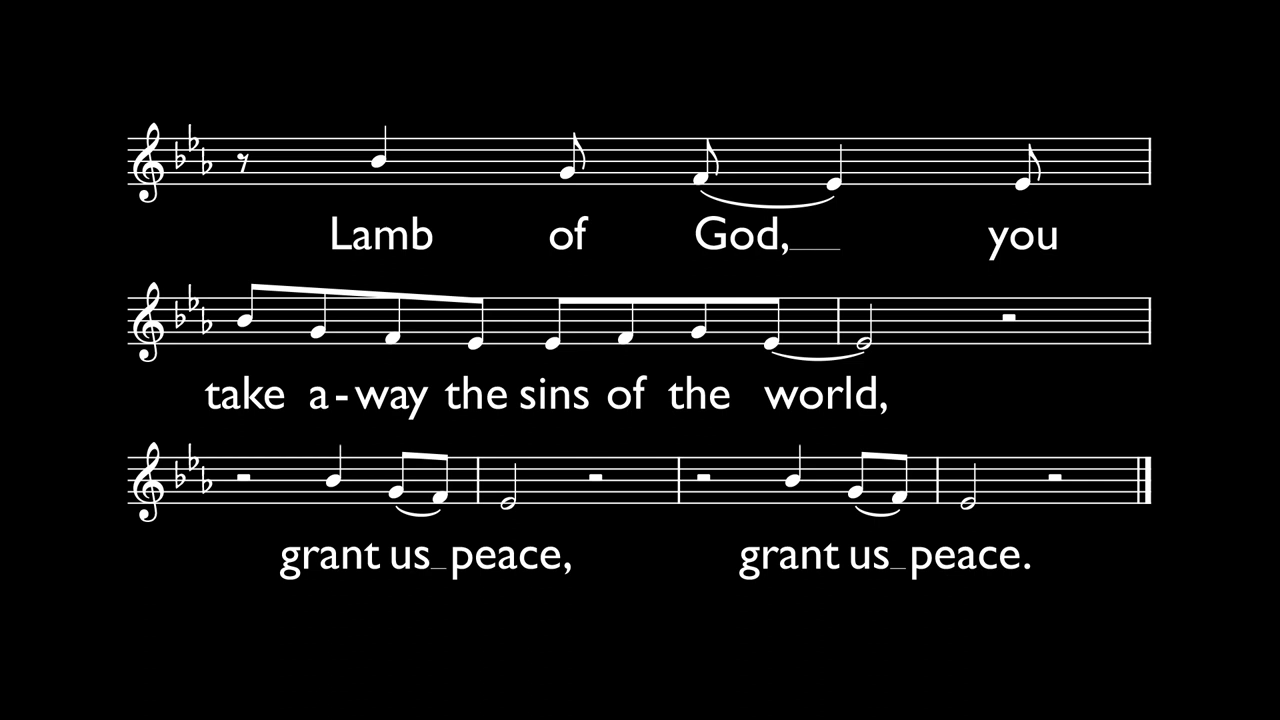 Lamb of God, you
take a-way the sins of the world,
grant us peace, grant us peace.